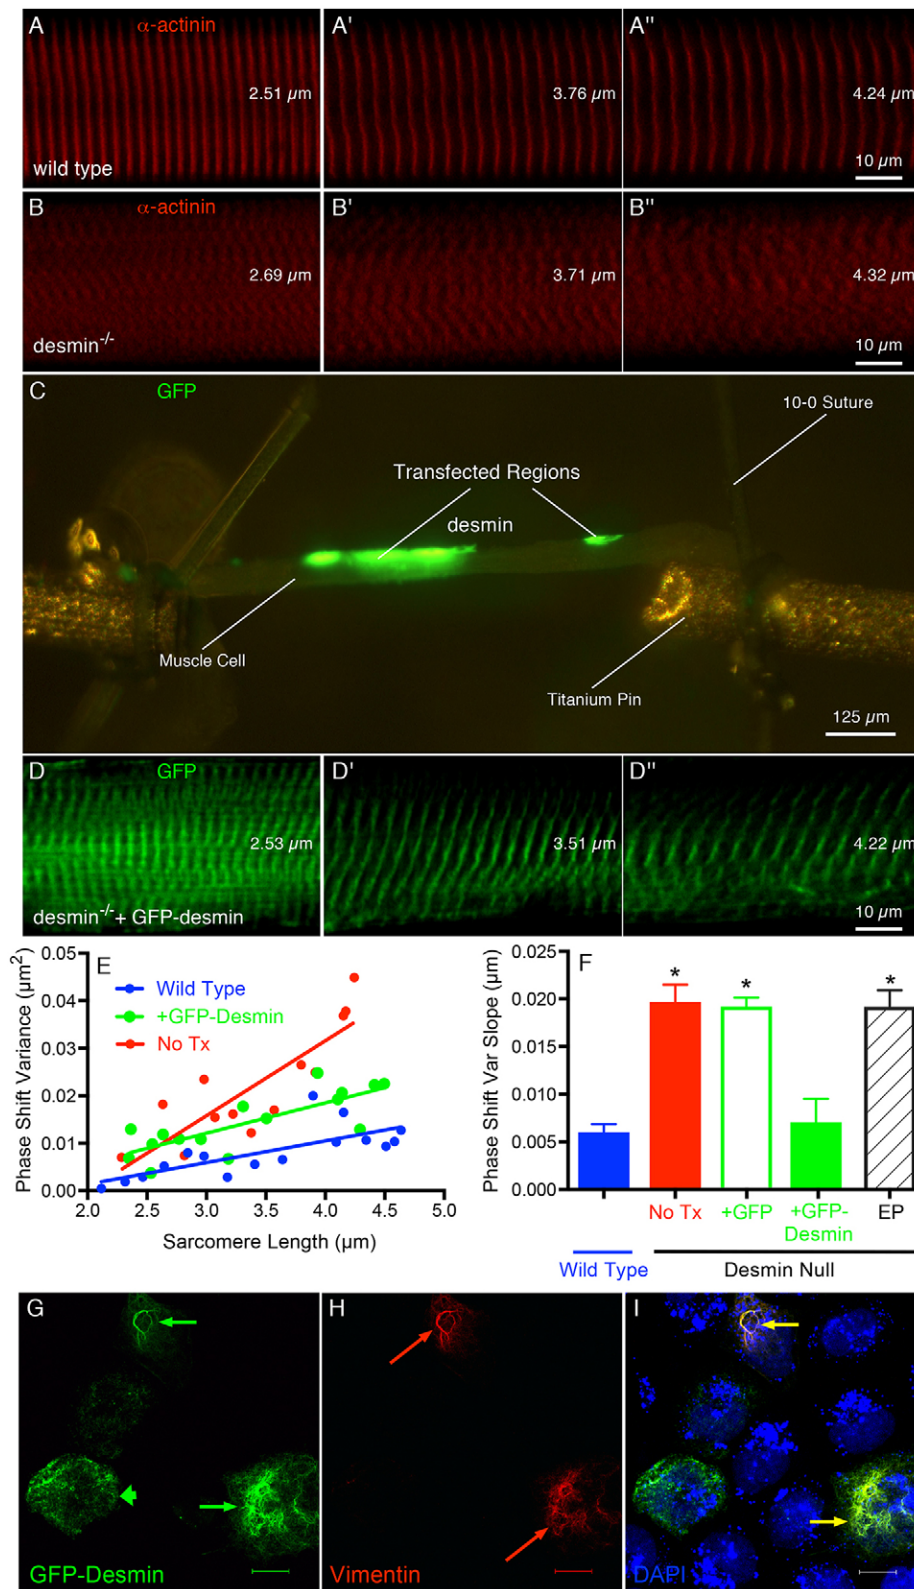 A α-actinin A' A"
2.51 µm 3.76 µm 4.24 µm
wild type 10 µm
B α-actinin B' B"
2.69 µm 3.71 µm 4.32 µm
desmin-/- 10 µm
C GFP
10-0 Suture
Transfected Regions
desmin
Muscle Cell
Titanium Pin
125 µm
D GFP D' D"
2.53 µm 3.51 µm 4.22 µm
desmin-/-+ GFP-desmin 10 µm
E
Phase Shift Variance (µm²)
0.05
0.04
0.03
0.02
0.01
0.00
Wild Type
+GFP-Desmin
No Tx
2.0 2.5 3.0 3.5 4.0 4.5 5.0
Sarcomere Length (µm)
F
Phase Shift Var Slope (µm)
0.025
0.020
0.015
0.010
0.005
0.000
* * *
No Tx +GFP +GFP-Desmin EP
Wild Type Desmin Null
G H I
GFP-Desmin Vimentin DAPI